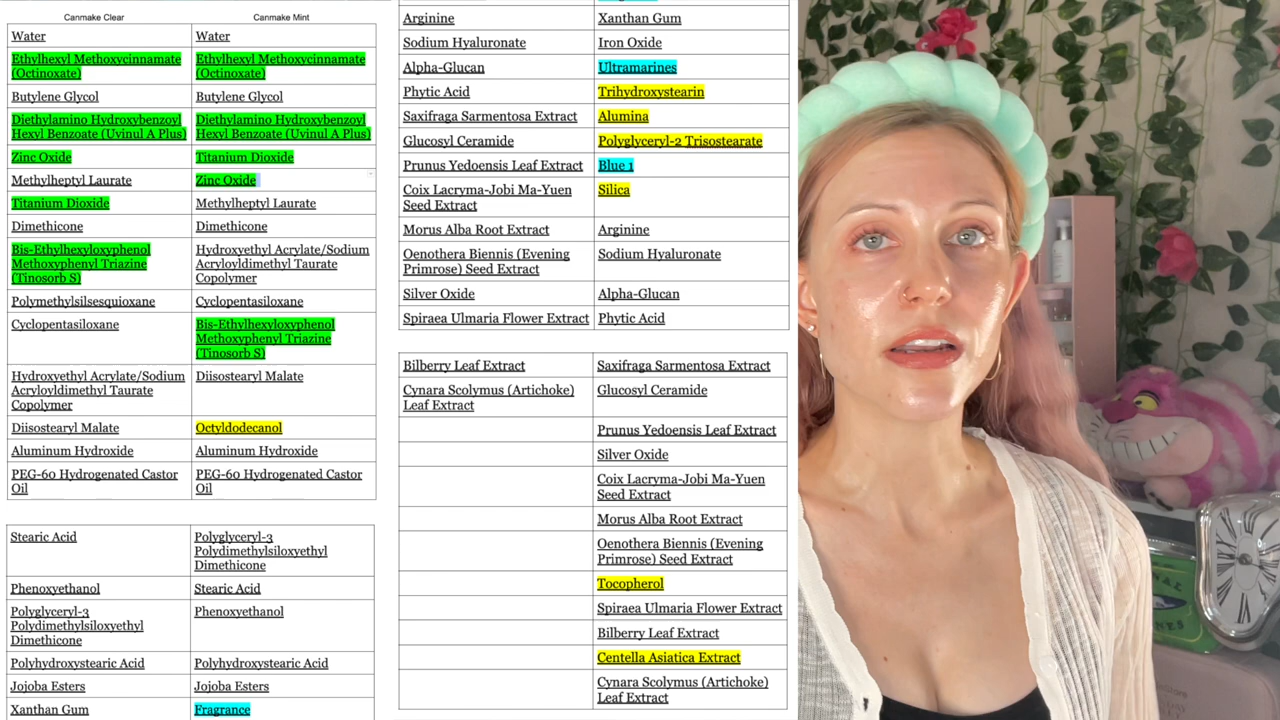 Canmake Clear
Canmake Mint
Water
Water
Ethylhexyl Methoxycinnamate
(Octinoxate)
Ethylhexyl Methoxycinnamate
(Octinoxate)
Butylene Glycol
Butylene Glycol
Diethylamino Hydroxybenzoyl
Hexyl Benzoate (Uvinul A Plus)
Diethylamino Hydroxybenzoyl
Hexyl Benzoate (Uvinul A Plus)
Zinc Oxide
Titanium Dioxide
Methylheptyl Laurate
Zinc Oxide
Titanium Dioxide
Methylheptyl Laurate
Dimethicone
Dimethicone
Bis-Ethylhexyloxyphenol
Methoxyphenyl Triazine
(Tinosorb S)
Hydroxyethyl Acrylate/Sodium
Acryloyldimethyl Taurate
Copolymer
Polymethylsilsesquioxane
Cyclopentasiloxane
Cyclopentasiloxane
Bis-Ethylhexyloxyphenol
Methoxyphenyl Triazine
(Tinosorb S)
Hydroxyethyl Acrylate/Sodium
Acryloyldimethyl Taurate
Copolymer
Diisostearyl Malate
Diisostearyl Malate
Octyldodecanol
Aluminum Hydroxide
Aluminum Hydroxide
PEG-60 Hydrogenated Castor
Oil
PEG-60 Hydrogenated Castor
Oil
Stearic Acid
Polyglyceryl-3
Polydimethylsiloxyethyl
Dimethicone
Phenoxyethanol
Stearic Acid
Polyglyceryl-3
Polydimethylsiloxyethyl
Dimethicone
Phenoxyethanol
Polyhydroxystearic Acid
Polyhydroxystearic Acid
Jojoba Esters
Jojoba Esters
Xanthan Gum
Fragrance
Arginine
Xanthan Gum
Sodium Hyaluronate
Iron Oxide
Alpha-Glucan
Ultramarines
Phytic Acid
Trihydroxystearin
Saxifraga Sarmentosa Extract
Alumina
Glucosyl Ceramide
Polyglyceryl-2 Trisostearate
Prunus Yedoensis Leaf Extract
Blue 1
Coix Lacryma-Jobi Ma-Yuen
Seed Extract
Silica
Morus Alba Root Extract
Arginine
Oenothera Biennis (Evening
Primrose) Seed Extract
Sodium Hyaluronate
Silver Oxide
Alpha-Glucan
Spiraea Ulmaria Flower Extract
Phytic Acid
Bilberry Leaf Extract
Saxifraga Sarmentosa Extract
Cynara Scolymus (Artichoke)
Leaf Extract
Glucosyl Ceramide
Prunus Yedoensis Leaf Extract
Silver Oxide
Coix Lacryma-Jobi Ma-Yuen
Seed Extract
Morus Alba Root Extract
Oenothera Biennis (Evening
Primrose) Seed Extract
Tocopherol
Spiraea Ulmaria Flower Extract
Bilberry Leaf Extract
Centella Asiatica Extract
Cynara Scolymus (Artichoke)
Leaf Extract